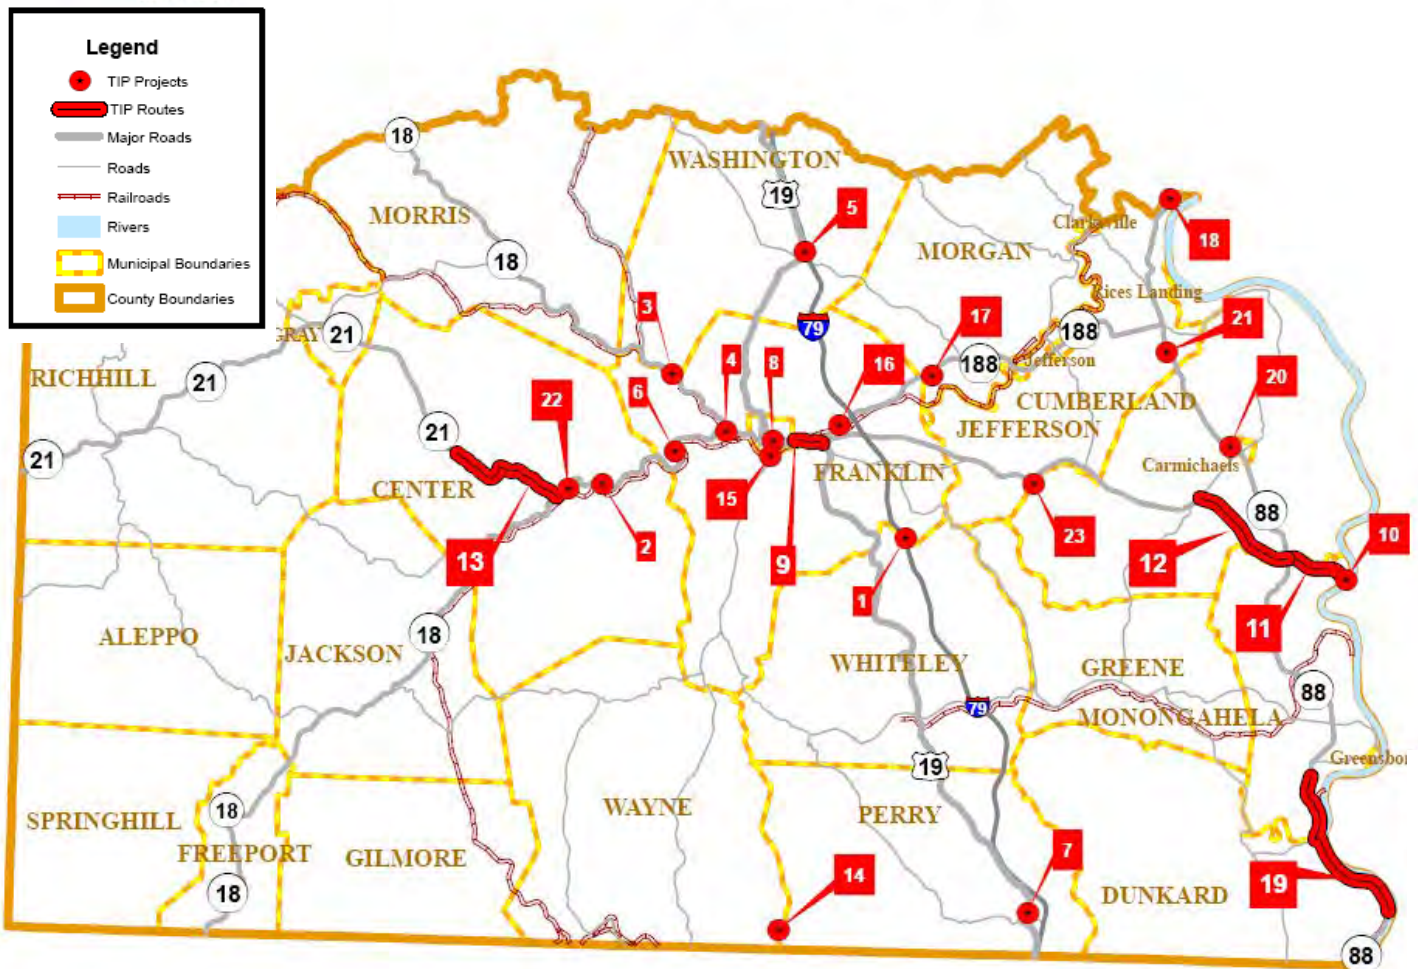 Legend
TIP Projects
TIP Routes
Major Roads
Roads
Railroads
Rivers
Municipal Boundaries
County Boundaries
18
WASHINGTON
19
5
MORRIS
Clarksville
18
MORGAN
18
Rices Landing
3
17
79
188
21
GRAY
21
4
8
16
188
Jefferson
RICHHILL
21
22
6
20
CUMBERLAND
JEFFERSON
21
21
CENTER
FRANKLIN
Carmichaels
15
88
13
2
9
23
12
10
1
11
ALEPPO
18
JACKSON
WHITELEY
GREENE
88
79
MONONGAHELA
19
SPRINGHILL
18
WAYNE
PERRY
FREEPORT
GILMORE
7
14
18
DUNKARD
19
88